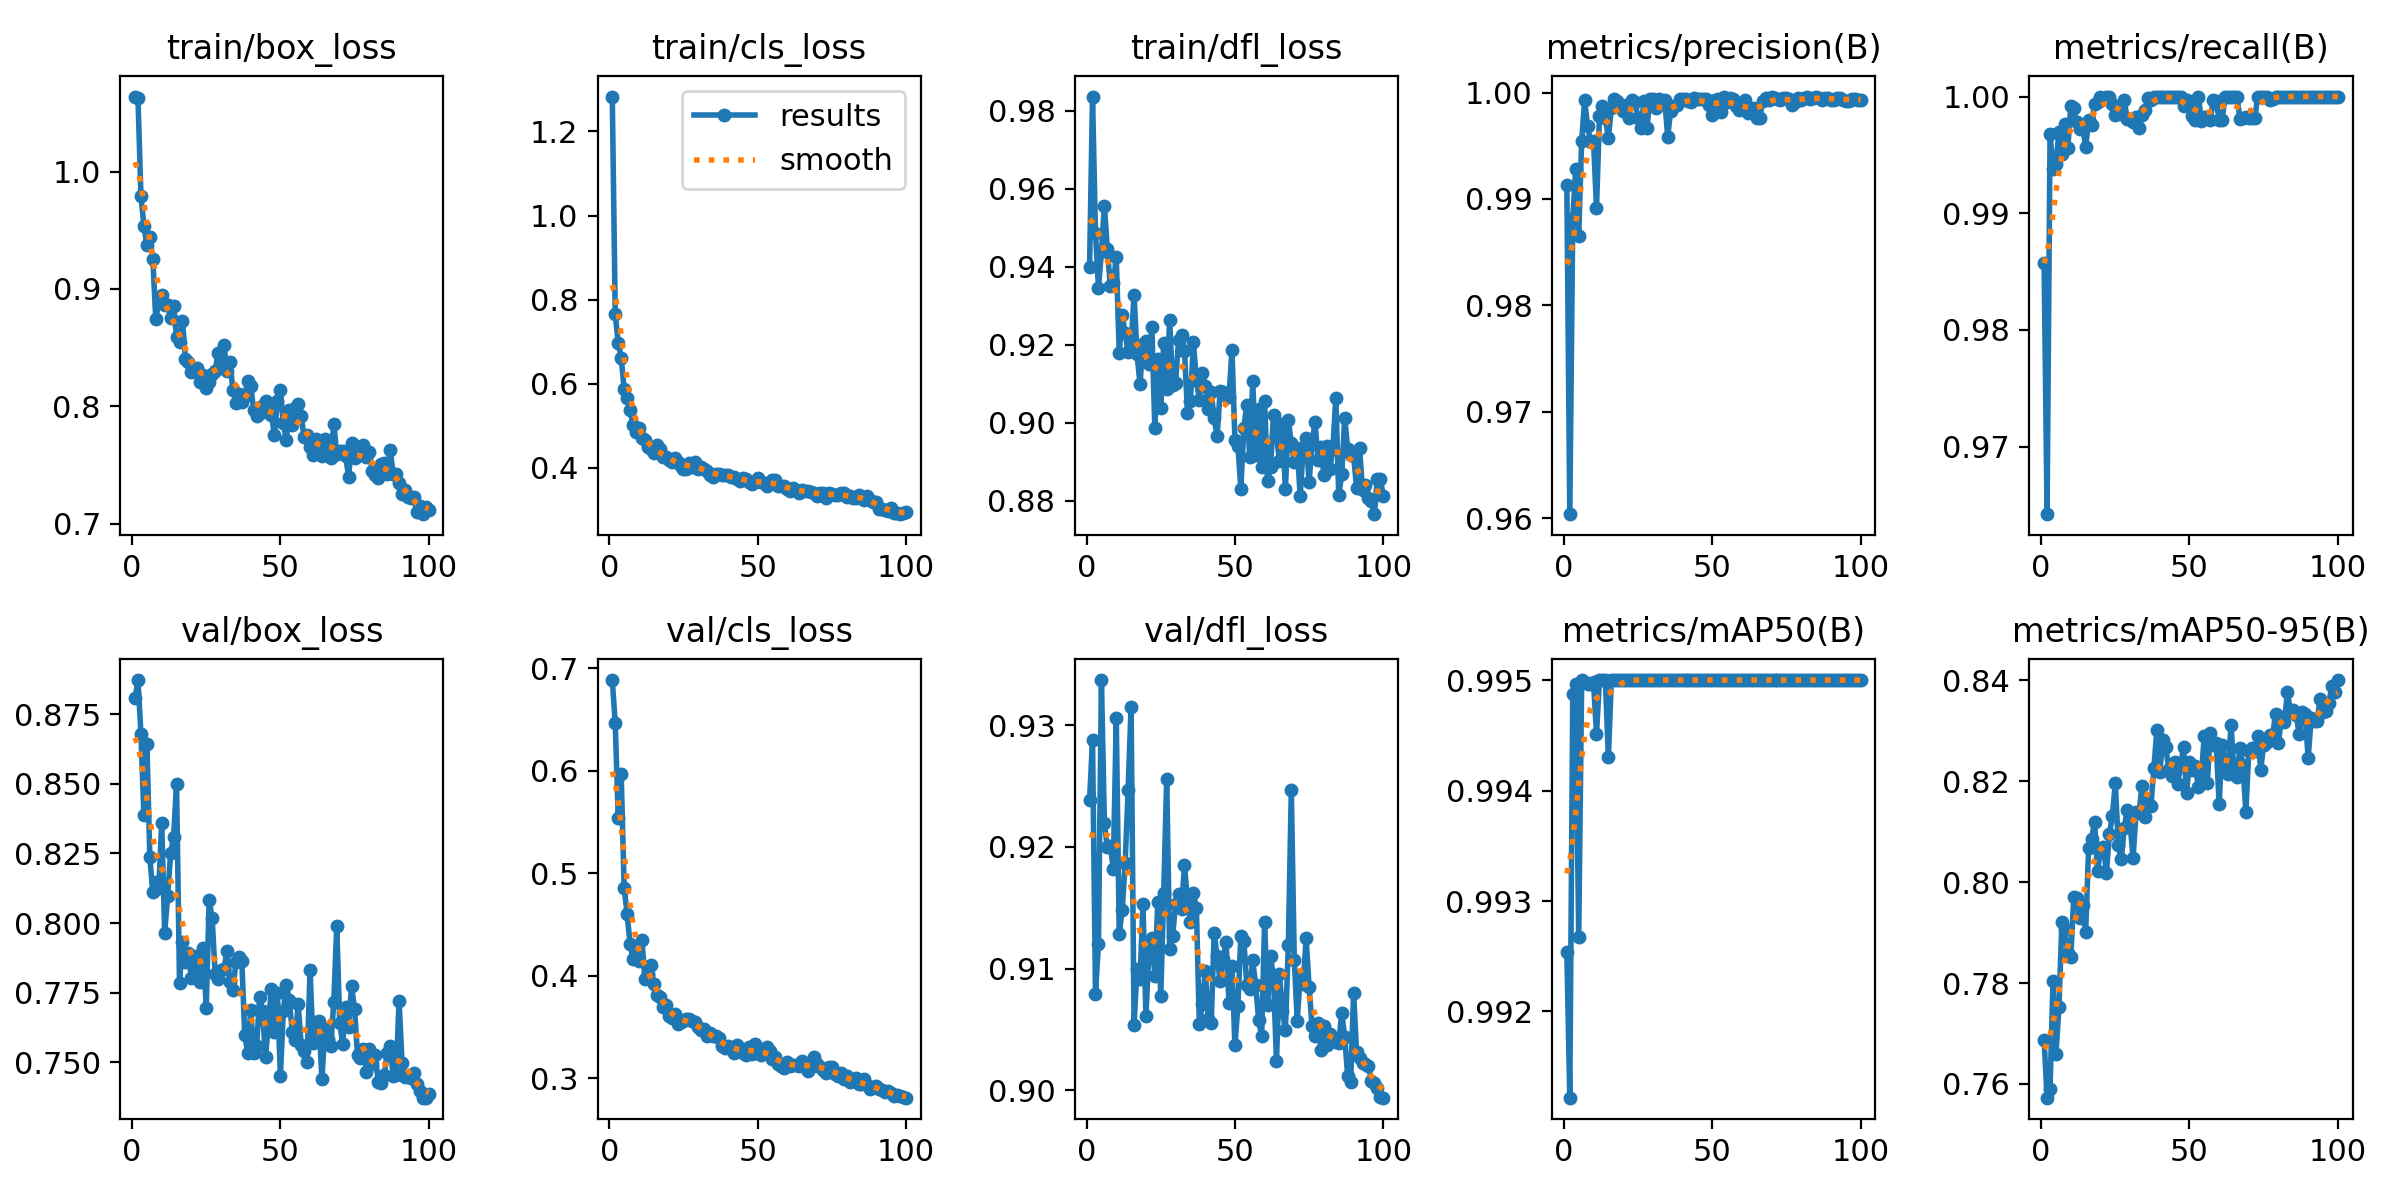 train/box_loss
1.0
0.9
0.8
0.7
0 50 100
train/cls_loss
results
smooth
1.2
1.0
0.8
0.6
0.4
0 50 100
train/dfl_loss
0.98
0.96
0.94
0.92
0.90
0.88
0 50 100
metrics/precision(B)
1.00
0.99
0.98
0.97
0.96
0 50 100
metrics/recall(B)
1.00
0.99
0.98
0.97
0 50 100
val/box_loss
0.875
0.850
0.825
0.800
0.775
0.750
0 50 100
val/cls_loss
0.7
0.6
0.5
0.4
0.3
0 50 100
val/dfl_loss
0.93
0.92
0.91
0.90
0 50 100
metrics/mAP50(B)
0.995
0.994
0.993
0.992
0 50 100
metrics/mAP50-95(B)
0.84
0.82
0.80
0.78
0.76
0 50 100